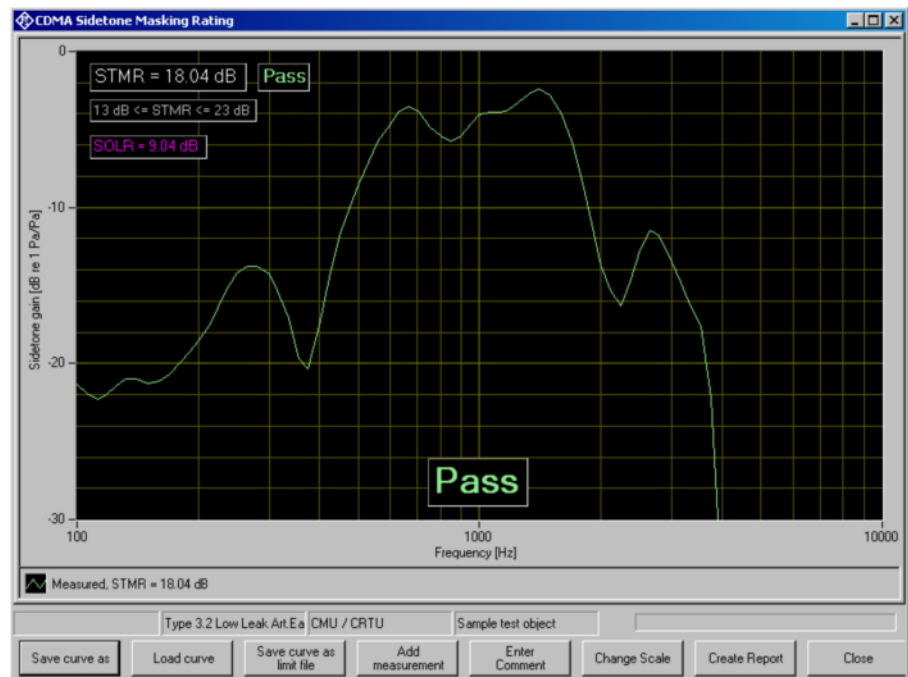 CDMA Sidetone Masking Rating
STMR = 18.04 dB
Pass
13 dB <= STMR <= 23 dB
SOLR = 9.04 dB
0
-10
-20
-30
Sidetone gain [dB re 1 Pa/Pa]
Pass
100
1000
10000
Frequency [Hz]
Measured, STMR = 18.04 dB
Type 3.2 Low Leak Art.Ea
CMU / CRTU
Sample test object
Save curve as
Load curve
Save curve as
limit file
Add
measurement
Enter
Comment
Change Scale
Create Report
Close